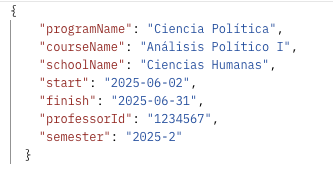 {
"programName": "Ciencia Política",
"courseName": "Análisis Político I",
"schoolName": "Ciencias Humanas",
"start": "2025-06-02",
"finish": "2025-06-31",
"professorId": "1234567",
"semester": "2025-2"
}